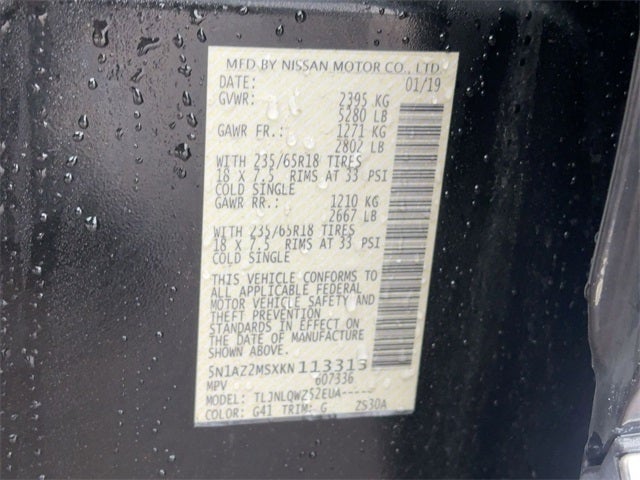 MFD BY NISSAN MOTOR CO., LTD.
DATE: 01/19
GVWR: 2395 KG
5280 LB
GAWR FR.: 1271 KG
2802 LB
WITH 235/65R18 TIRES
18 X 7.5 RIMS AT 33 PSI
COLD SINGLE
GAWR RR.: 1210 KG
2667 LB
WITH 235/65R18 TIRES
18 X 7.5 RIMS AT 33 PSI
COLD SINGLE
THIS VEHICLE CONFORMS TO
ALL APPLICABLE FEDERAL
MOTOR VEHICLE SAFETY AND
THEFT PREVENTION
STANDARDS IN EFFECT ON
THE DATE OF MANUFACTURE
SHOWN ABOVE.
5N1AZ2MSXKN113313
MPV 607336
MODEL: TLJNLQWZ52EUA-----
COLOR: G41 TRIM: G ZS30A